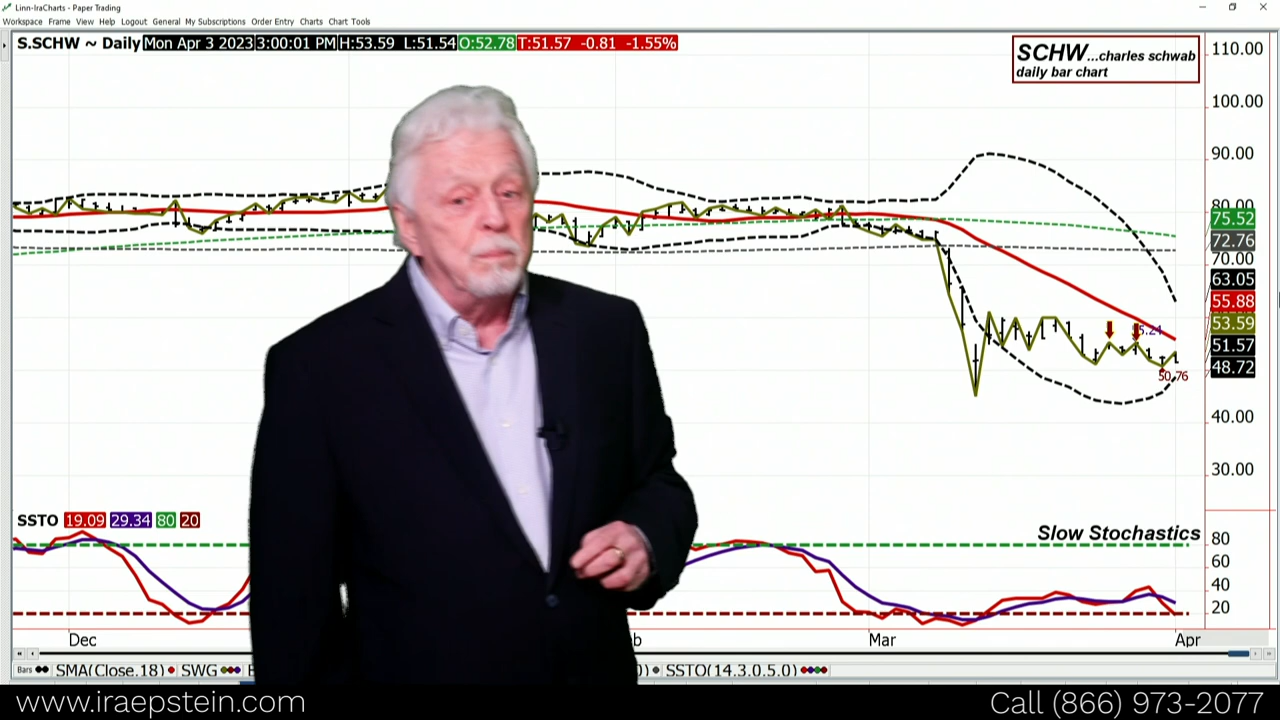 Linn-IraCharts - Paper Trading
Workspace Frame View Help Logout General My Subscriptions Order Entry Charts Chart Tools
S.SCHW ~ Daily Mon Apr 3 2023 3:00:01 PM H:53.59 L:51.54 O:52.78 T:51.57 -0.81 -1.55%
SCHW...charles schwab
daily bar chart
110.00
100.00
90.00
80.00
75.52
72.76
70.00
63.05
55.88
53.59
51.57
48.72
40.00
30.00
50.76
SSTO 19.09 29.34 80 20
Slow Stochastics
80
60
40
20
Dec
Mar
Apr
Bars SMA(Close.18) SWG SSTO(14.3.0.5.0)
www.iraepstein.com
Call (866) 973-2077